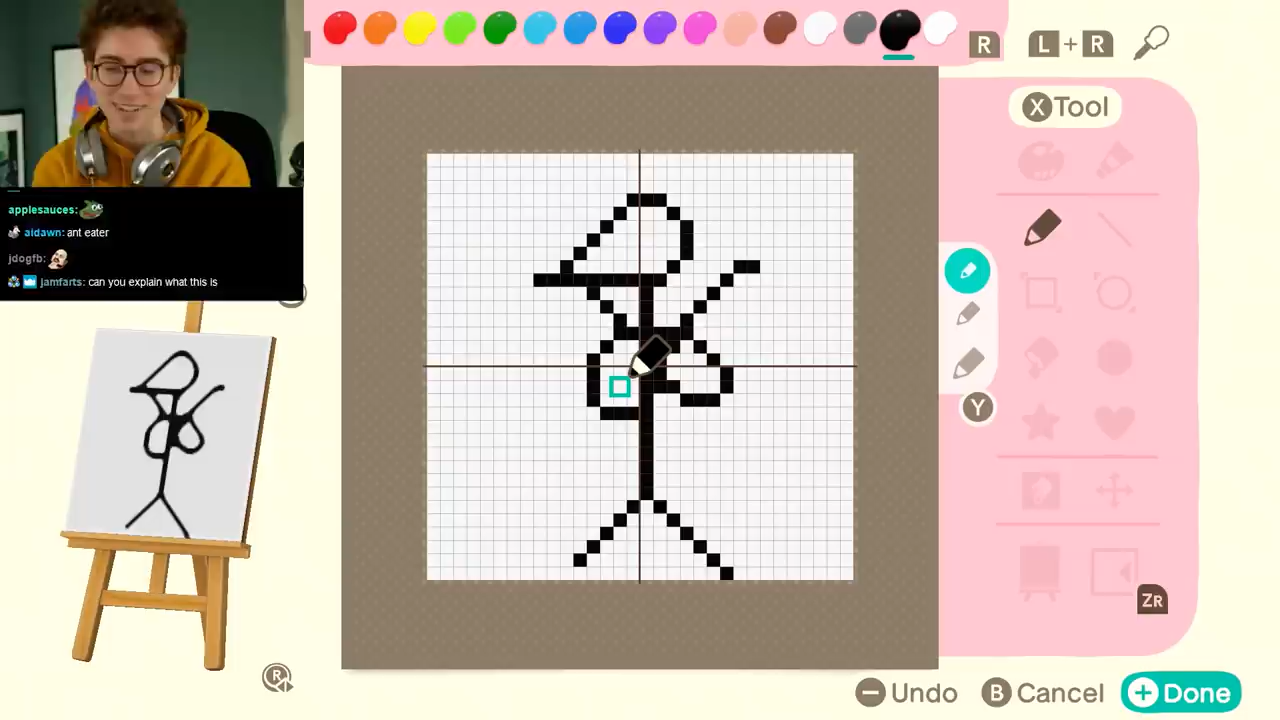 R
L + R
X Tool
applesauces:
aidawn: ant eater
jdogfb:
jamfarts: can you explain what this is
Y
ZR
R
Undo
B Cancel
Done